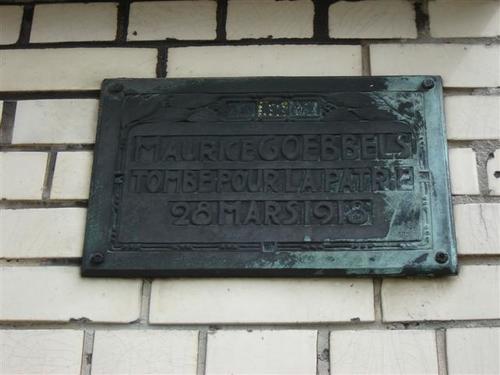 MAURICE GOEBBELS
TOMBE POUR LA PATRIE
28 MARS 1918